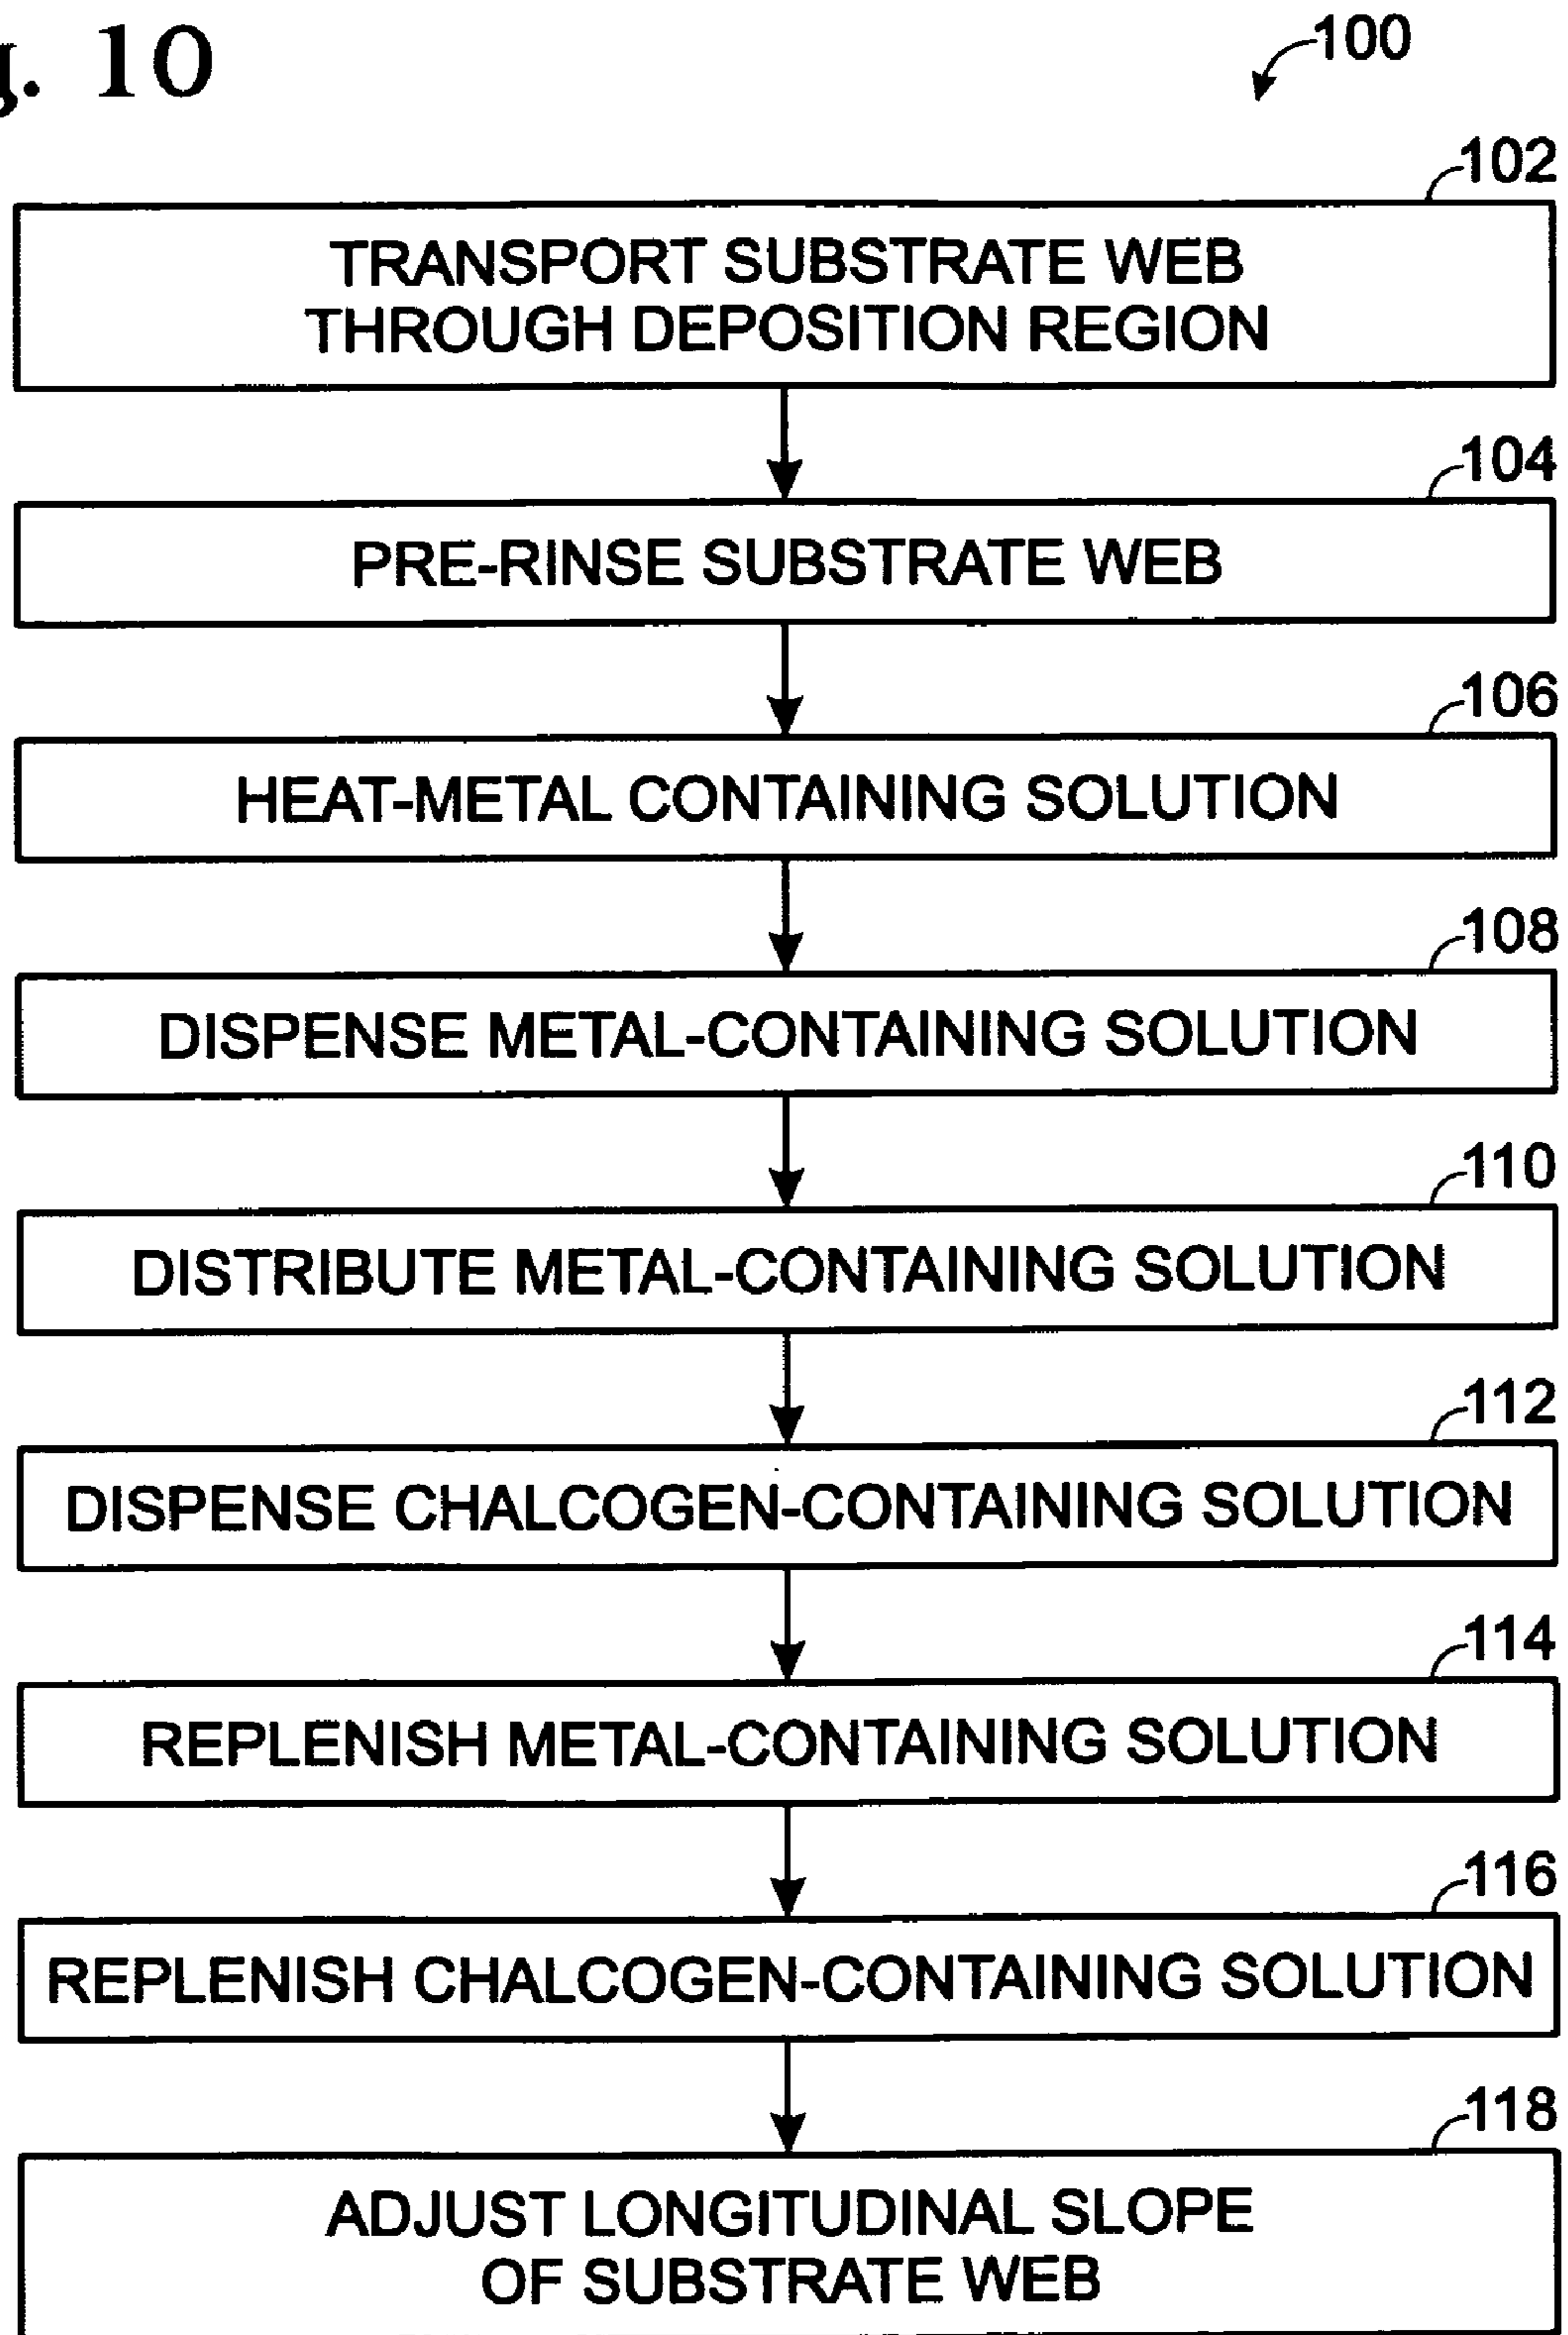 g. 10
100
102
TRANSPORT SUBSTRATE WEB
THROUGH DEPOSITION REGION
104
PRE-RINSE SUBSTRATE WEB
106
HEAT-METAL CONTAINING SOLUTION
108
DISPENSE METAL-CONTAINING SOLUTION
110
DISTRIBUTE METAL-CONTAINING SOLUTION
112
DISPENSE CHALCOGEN-CONTAINING SOLUTION
114
REPLENISH METAL-CONTAINING SOLUTION
116
REPLENISH CHALCOGEN-CONTAINING SOLUTION
118
ADJUST LONGITUDINAL SLOPE
OF SUBSTRATE WEB